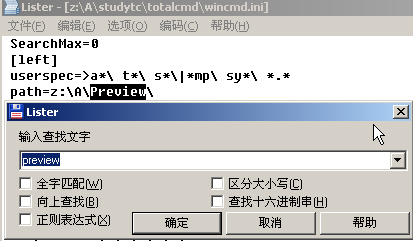 Lister - [z:\A\studytc\totalcmd\wincmd.ini]
文件(F) 编辑(E) 选项(O) 编码(C) 帮助(H)
SearchMax=0
[left]
userspec=>a*\ t*\ s*\|*mp\ sy*\ *.*
path=z:\A\Preview\
Lister
输入查找文字
preview
全字匹配(W) 区分大小写(C)
向上查找(B) 查找十六进制串(H)
正则表达式(X) 确定 取消 帮助